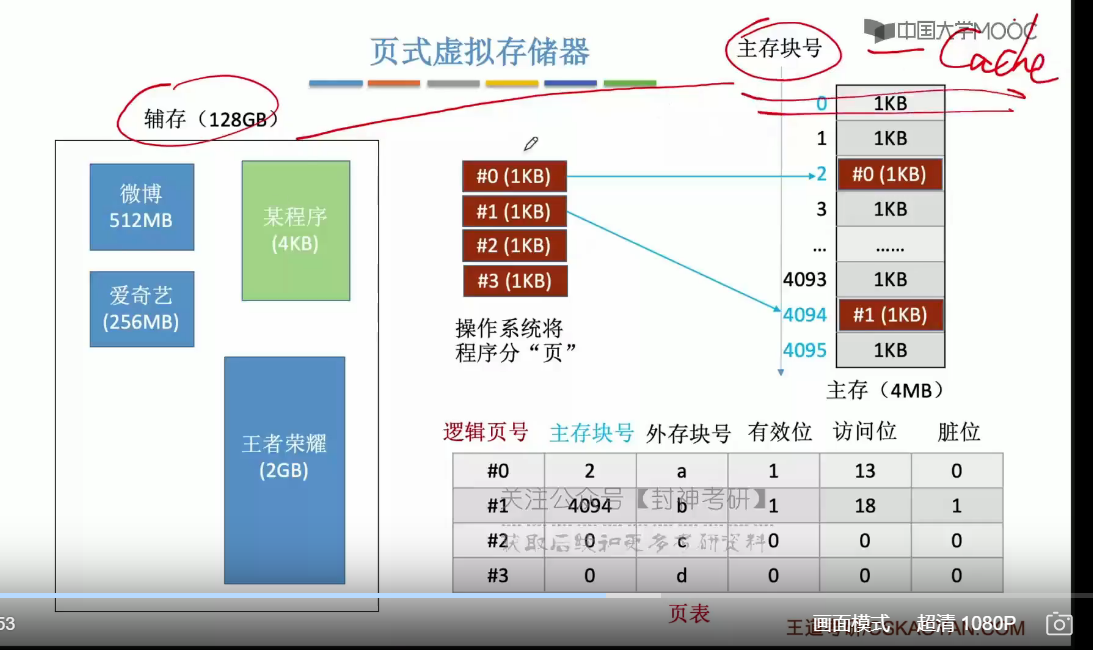 中国大学MOOC
页式虚拟存储器
主存块号
Cache
辅存（128GB）
微博
512MB
某程序
(4KB)
爱奇艺
(256MB)
王者荣耀
(2GB)
#0 (1KB)
#1 (1KB)
#2 (1KB)
#3 (1KB)
操作系统将
程序分“页”
0 1KB
1 1KB
2 #0 (1KB)
3 1KB
... ......
4093 1KB
4094 #1 (1KB)
4095 1KB
主存（4MB）
逻辑页号 主存块号 外存块号 有效位 访问位 脏位
#0 2 a 1 13 0
#1 4094 b 1 18 1
#2 0 c 0 0 0
#3 0 d 0 0 0
关注公众号【封神考研】
获取后续和更多考研资料
页表
53
画面模式 超清 1080P
王道考研/CSKAOYAN.COM